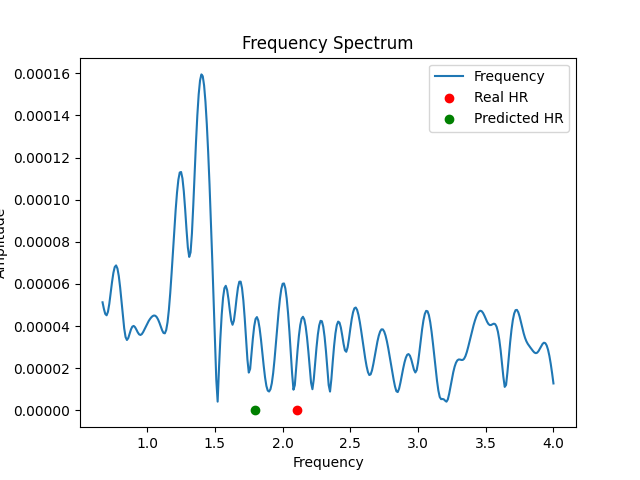 Frequency Spectrum
Frequency
Real HR
Predicted HR
Amplitude
0.00016
0.00014
0.00012
0.00010
0.00008
0.00006
0.00004
0.00002
0.00000
1.0 1.5 2.0 2.5 3.0 3.5 4.0
Frequency